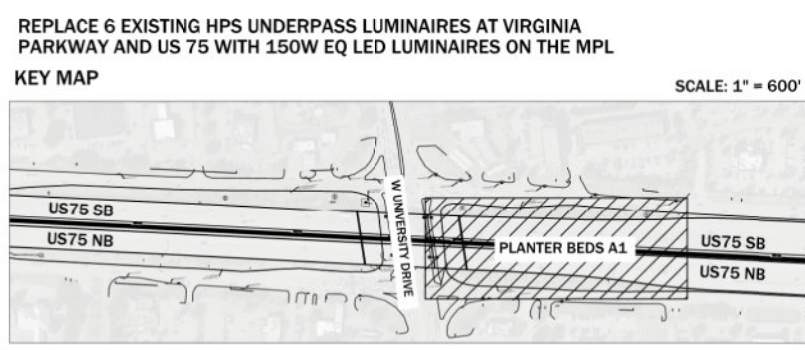 REPLACE 6 EXISTING HPS UNDERPASS LUMINAIRES AT VIRGINIA
PARKWAY AND US 75 WITH 150W EQ LED LUMINAIRES ON THE MPL
KEY MAP
SCALE: 1" = 600'
W UNIVERSITY DRIVE
US75 SB
US75 NB
PLANTER BEDS A1
US75 SB
US75 NB